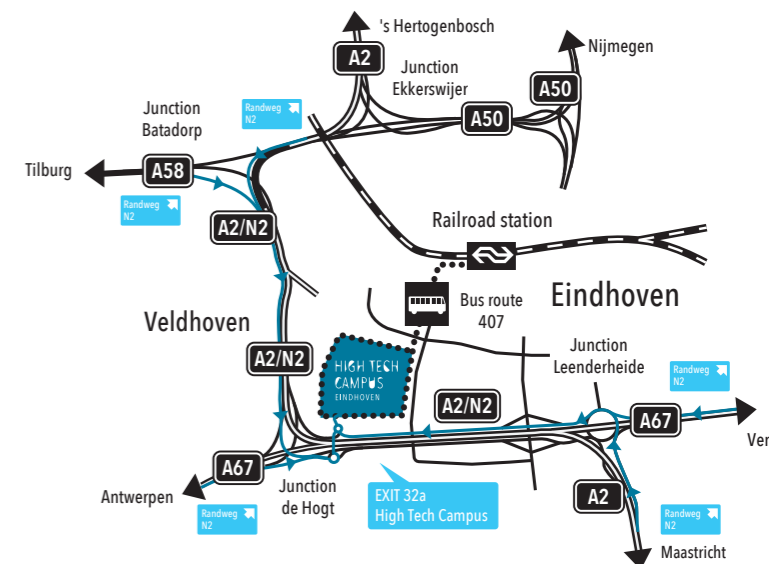 's Hertogenbosch
A2
Nijmegen
Junction
Ekkerswijer
A50
A50
Junction
Batadorp
Randweg
N2
Tilburg
A58
Randweg
N2
A2/N2
Railroad station
Bus route
407
Eindhoven
Veldhoven
A2/N2
HIGH TECH
CAMPUS
EINDHOVEN
A2/N2
Junction
Leenderheide
Randweg
N2
A67
Ven
A67
Antwerpen
Junction
de Hogt
EXIT 32a
High Tech Campus
A2
Randweg
N2
Randweg
N2
Maastricht